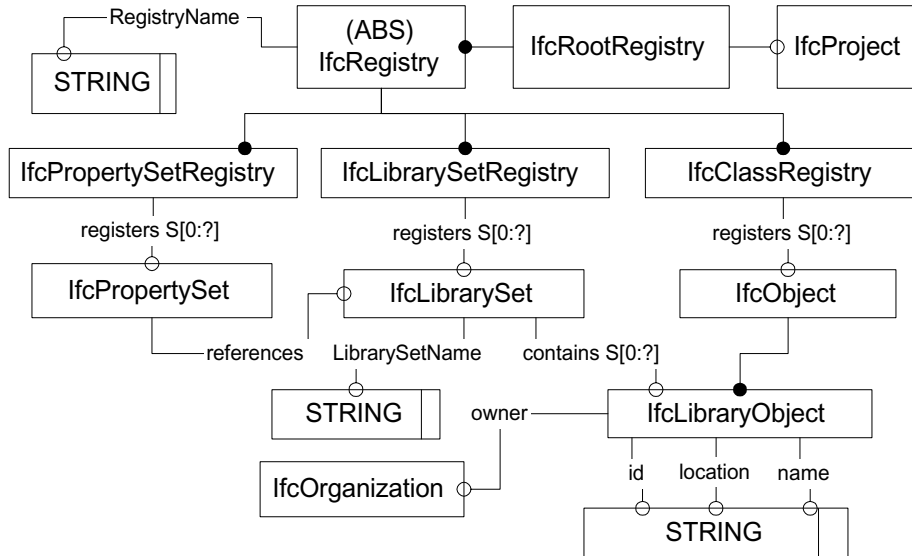 RegistryName
(ABS)
IfcRegistry
IfcRootRegistry
IfcProject
STRING
IfcPropertySetRegistry
IfcLibrarySetRegistry
IfcClassRegistry
registers S[0:?]
registers S[0:?]
registers S[0:?]
IfcPropertySet
IfcLibrarySet
IfcObject
references
LibrarySetName
contains S[0:?]
STRING
owner
IfcLibraryObject
IfcOrganization
id
location
name
STRING